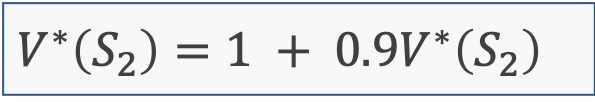 V*(S₂) = 1 + 0.9V*(S₂)